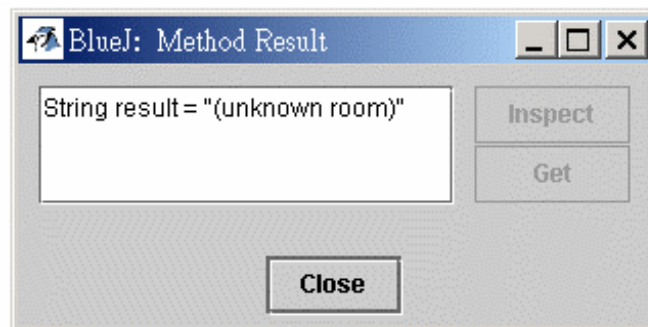 BlueJ: Method Result
String result = "(unknown room)"
Inspect
Get
Close